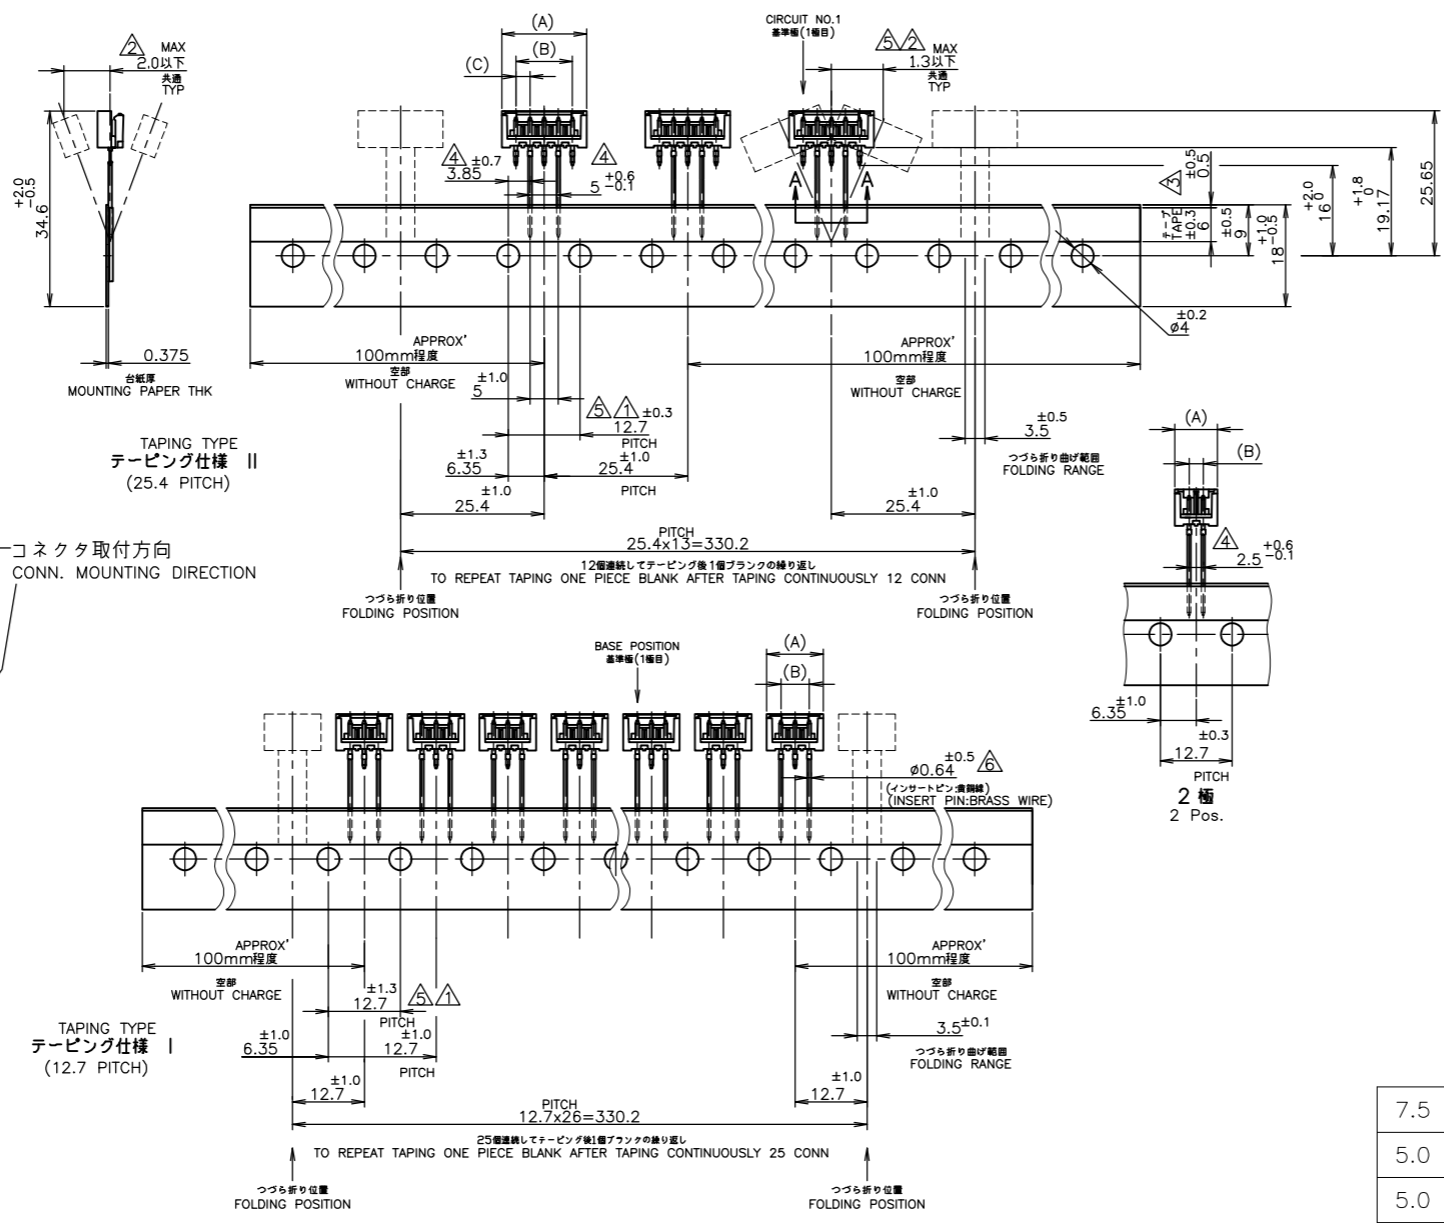 2 MAX
2.0以下
共通
TYP
+2.0
-0.5
34.6
0.375
台紙厚
MOUNTING PAPER THK
(A)
(B)
(C)
4 ±0.7
3.85
4
+0.6
5 -0.1
CIRCUIT NO.1
基準極(1極目)
5 2 MAX
1.3以下
共通
TYP
A A
3 ±0.5
0.5
テープ
TAPE
±0.3
6
±0.5
9
+1.0
18-0.5
+2.0
16 0
+1.8
0
19.17
25.65
±0.2
ø4
APPROX'
100mm程度
空部
WITHOUT CHARGE
APPROX'
100mm程度
空部
WITHOUT CHARGE
±1.0
5
5 1 ±0.3
12.7
PITCH
±1.3
6.35
±1.0
25.4
PITCH
±1.0
25.4
±1.0
25.4
±0.5
3.5
つづら折り曲げ範囲
FOLDING RANGE
TAPING TYPE
テーピング仕様 II
(25.4 PITCH)
PITCH
25.4x13=330.2
12個連続してテーピング後1個ブランクの繰り返し
TO REPEAT TAPING ONE PIECE BLANK AFTER TAPING CONTINUOUSLY 12 CONN
つづら折り位置
FOLDING POSITION
つづら折り位置
FOLDING POSITION
コネクタ取付方向
CONN. MOUNTING DIRECTION
(A)
(B)
4
+0.6
2.5 -0.1
±1.0
6.35
±0.3
12.7
PITCH
2 極
2 Pos.
BASE POSITION
基準極(1極目)
(A)
(B)
±0.5
ø0.64 6
(インサートピン:黄銅線)
(INSERT PIN:BRASS WIRE)
APPROX'
100mm程度
空部
WITHOUT CHARGE
APPROX'
100mm程度
空部
WITHOUT CHARGE
±1.3
12.7 5 1
PITCH
±1.0
6.35
±1.0
12.7
PITCH
3.5±0.1
つづら折り曲げ範囲
FOLDING RANGE
TAPING TYPE
テーピング仕様 I
(12.7 PITCH)
±1.0
12.7
±1.0
12.7
PITCH
12.7x26=330.2
25個連続してテーピング後1個ブランクの繰り返し
TO REPEAT TAPING ONE PIECE BLANK AFTER TAPING CONTINUOUSLY 25 CONN
つづら折り位置
FOLDING POSITION
つづら折り位置
FOLDING POSITION
7.5
5.0
5.0